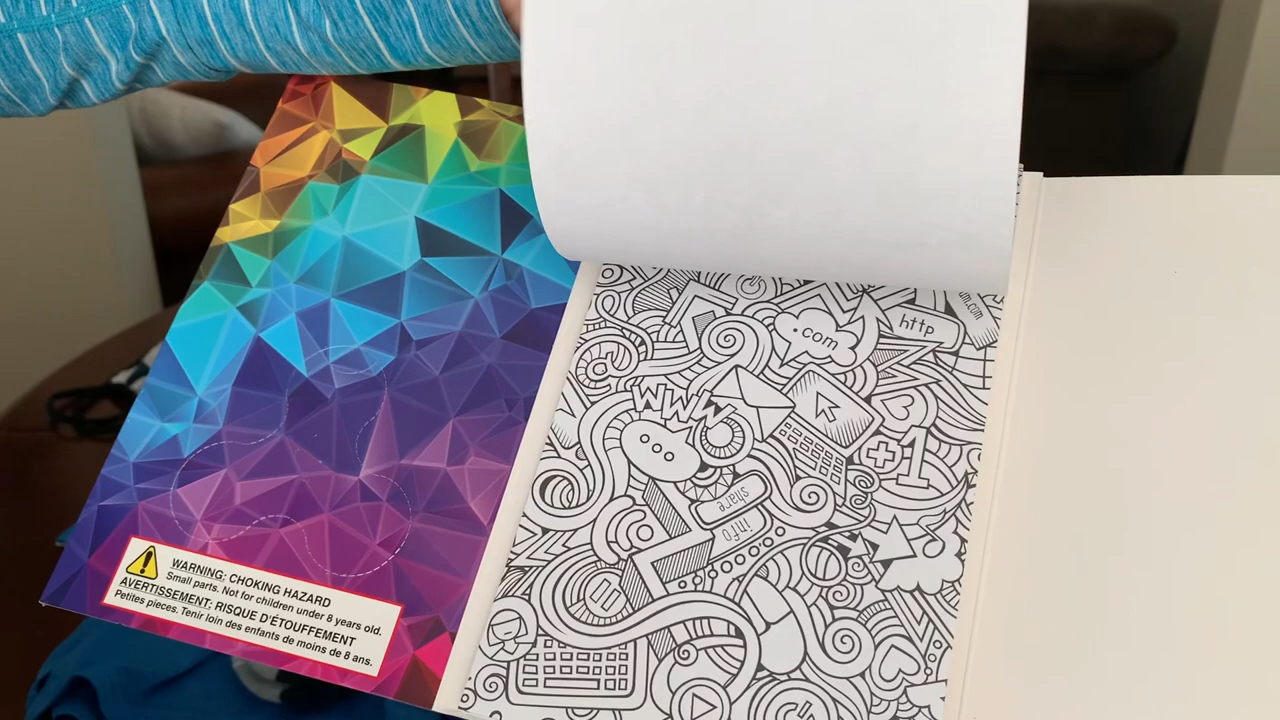 WARNING: CHOKING HAZARD
Small parts. Not for children under 8 years old.
AVERTISSEMENT: RISQUE D'ÉTOUFFEMENT
Petites pieces. Tenir loin des enfants de moins de 8 ans.
.com
http
www
+1
share
info